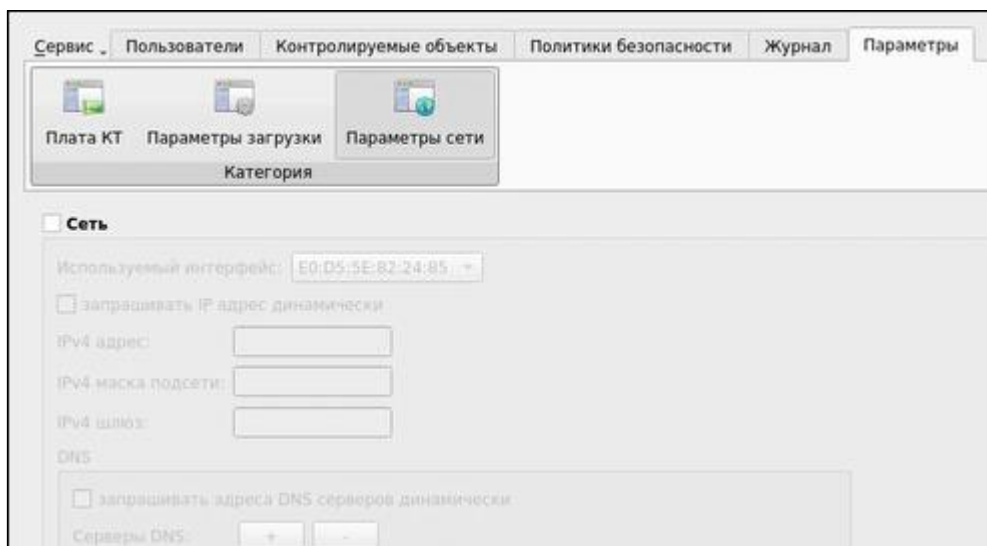 Сервис Пользователи Контролируемые объекты Политики безопасности Журнал Параметры
Плата КТ Параметры загрузки Параметры сети
Категория
Сеть
Используемый интерфейс: E0:D5:5E:82:24:85
запрашивать IP адрес динамически
IPv4 адрес:
IPv4 маска подсети:
IPv4 шлюз:
DNS
запрашивать адреса DNS серверов динамически
Серверы DNS: + -